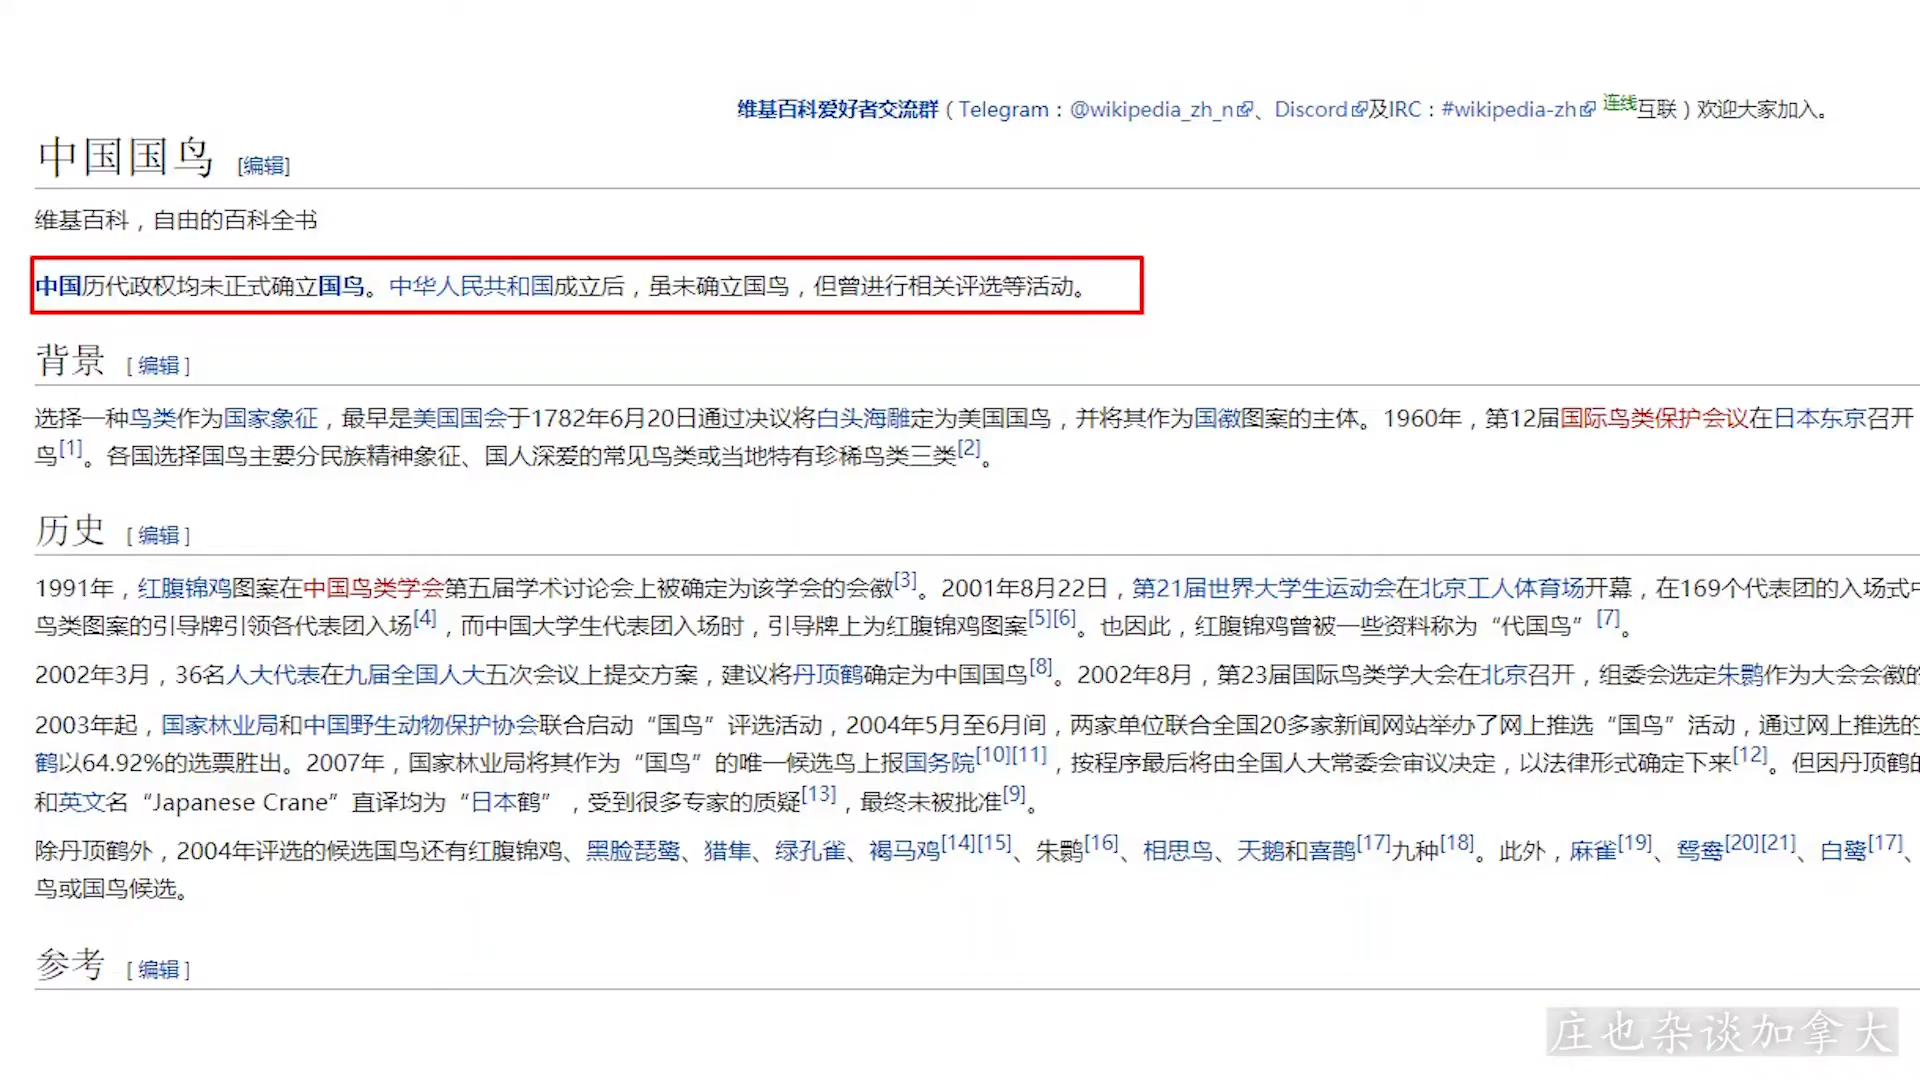 维基百科爱好者交流群（Telegram：@wikipedia_zh_n、Discord及IRC：#wikipedia-zh 连线互联）欢迎大家加入。
中国国鸟 [编辑]
维基百科，自由的百科全书
中国历代政权均未正式确立国鸟。中华人民共和国成立后，虽未确立国鸟，但曾进行相关评选等活动。
背景 [编辑]
选择一种鸟类作为国家象征，最早是美国国会于1782年6月20日通过决议将白头海雕定为美国国鸟，并将其作为国徽图案的主体。1960年，第12届国际鸟类保护会议在日本东京召开
鸟[1]。各国选择国鸟主要分民族精神象征、国人深爱的常见鸟类或当地特有珍稀鸟类三类[2]。
历史 [编辑]
1991年，红腹锦鸡图案在中国鸟类学会第五届学术讨论会上被确定为该学会的会徽[3]。2001年8月22日，第21届世界大学生运动会在北京工人体育场开幕，在169个代表团的入场式中
鸟类图案的引导牌引领各代表团入场[4]，而中国大学生代表团入场时，引导牌上为红腹锦鸡图案[5][6]。也因此，红腹锦鸡曾被一些资料称为“代国鸟”[7]。
2002年3月，36名人大代表在九届全国人大五次会议上提交方案，建议将丹顶鹤确定为中国国鸟[8]。2002年8月，第23届国际鸟类学大会在北京召开，组委会选定朱鹮作为大会会徽的
2003年起，国家林业局和中国野生动物保护协会联合启动“国鸟”评选活动，2004年5月至6月间，两家单位联合全国20多家新闻网站举办了网上推选“国鸟”活动，通过网上推选的
鹤以64.92%的选票胜出。2007年，国家林业局将其作为“国鸟”的唯一候选鸟上报国务院[10][11]，按程序最后将由全国人大常委会审议决定，以法律形式确定下来[12]。但因丹顶鹤的
和英文名“Japanese Crane”直译均为“日本鹤”，受到很多专家的质疑[13]，最终未被批准[9]。
除丹顶鹤外，2004年评选的候选国鸟还有红腹锦鸡、黑脸琵鹭、猎隼、绿孔雀、褐马鸡[14][15]、朱鹮[16]、相思鸟、天鹅和喜鹊[17]九种[18]。此外，麻雀[19]、鸳鸯[20][21]、白鹭[17]、
鸟或国鸟候选。
参考 [编辑]
庄也杂谈加拿大